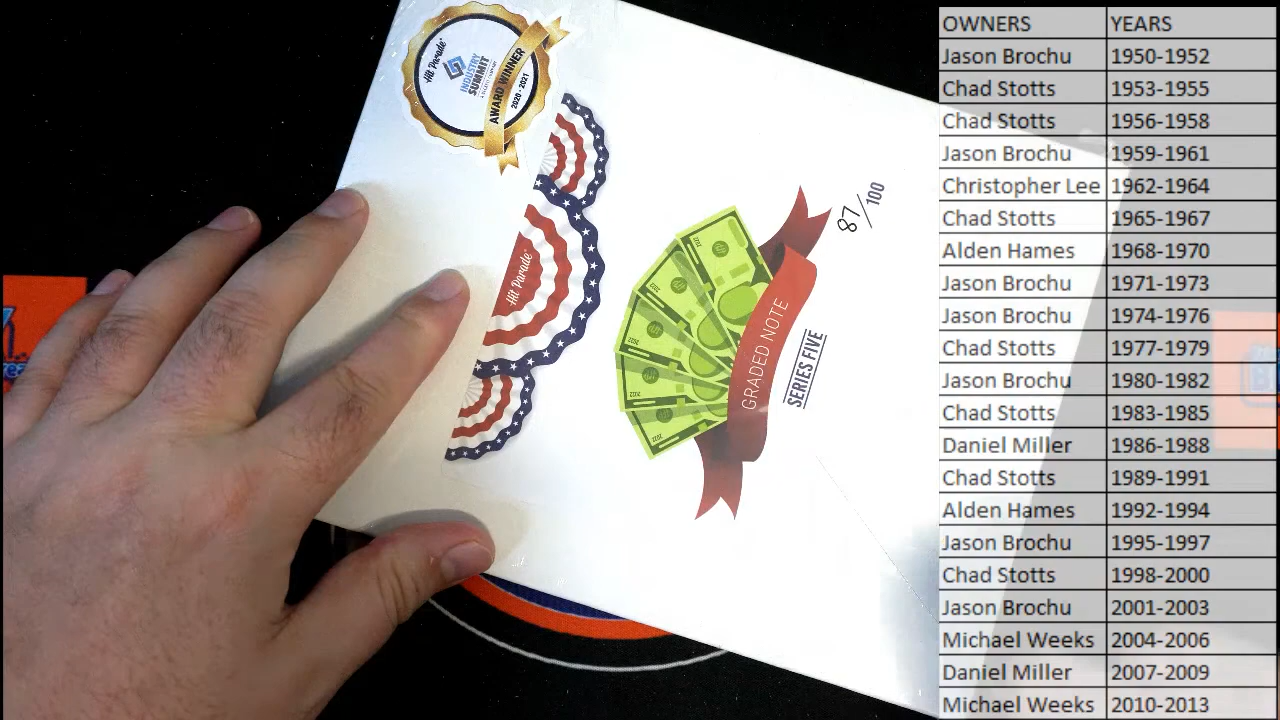 Hit Parade
INDUSTRY
SUMMIT
AWARD WINNER
2020 - 2021
Hit Parade
2022
2022
2022
2022
2022
GRADED NOTE
SERIES FIVE
87/100
OWNERS YEARS
Jason Brochu 1950-1952
Chad Stotts 1953-1955
Chad Stotts 1956-1958
Jason Brochu 1959-1961
Christopher Lee 1962-1964
Chad Stotts 1965-1967
Alden Hames 1968-1970
Jason Brochu 1971-1973
Jason Brochu 1974-1976
Chad Stotts 1977-1979
Jason Brochu 1980-1982
Chad Stotts 1983-1985
Daniel Miller 1986-1988
Chad Stotts 1989-1991
Alden Hames 1992-1994
Jason Brochu 1995-1997
Chad Stotts 1998-2000
Jason Brochu 2001-2003
Michael Weeks 2004-2006
Daniel Miller 2007-2009
Michael Weeks 2010-2013